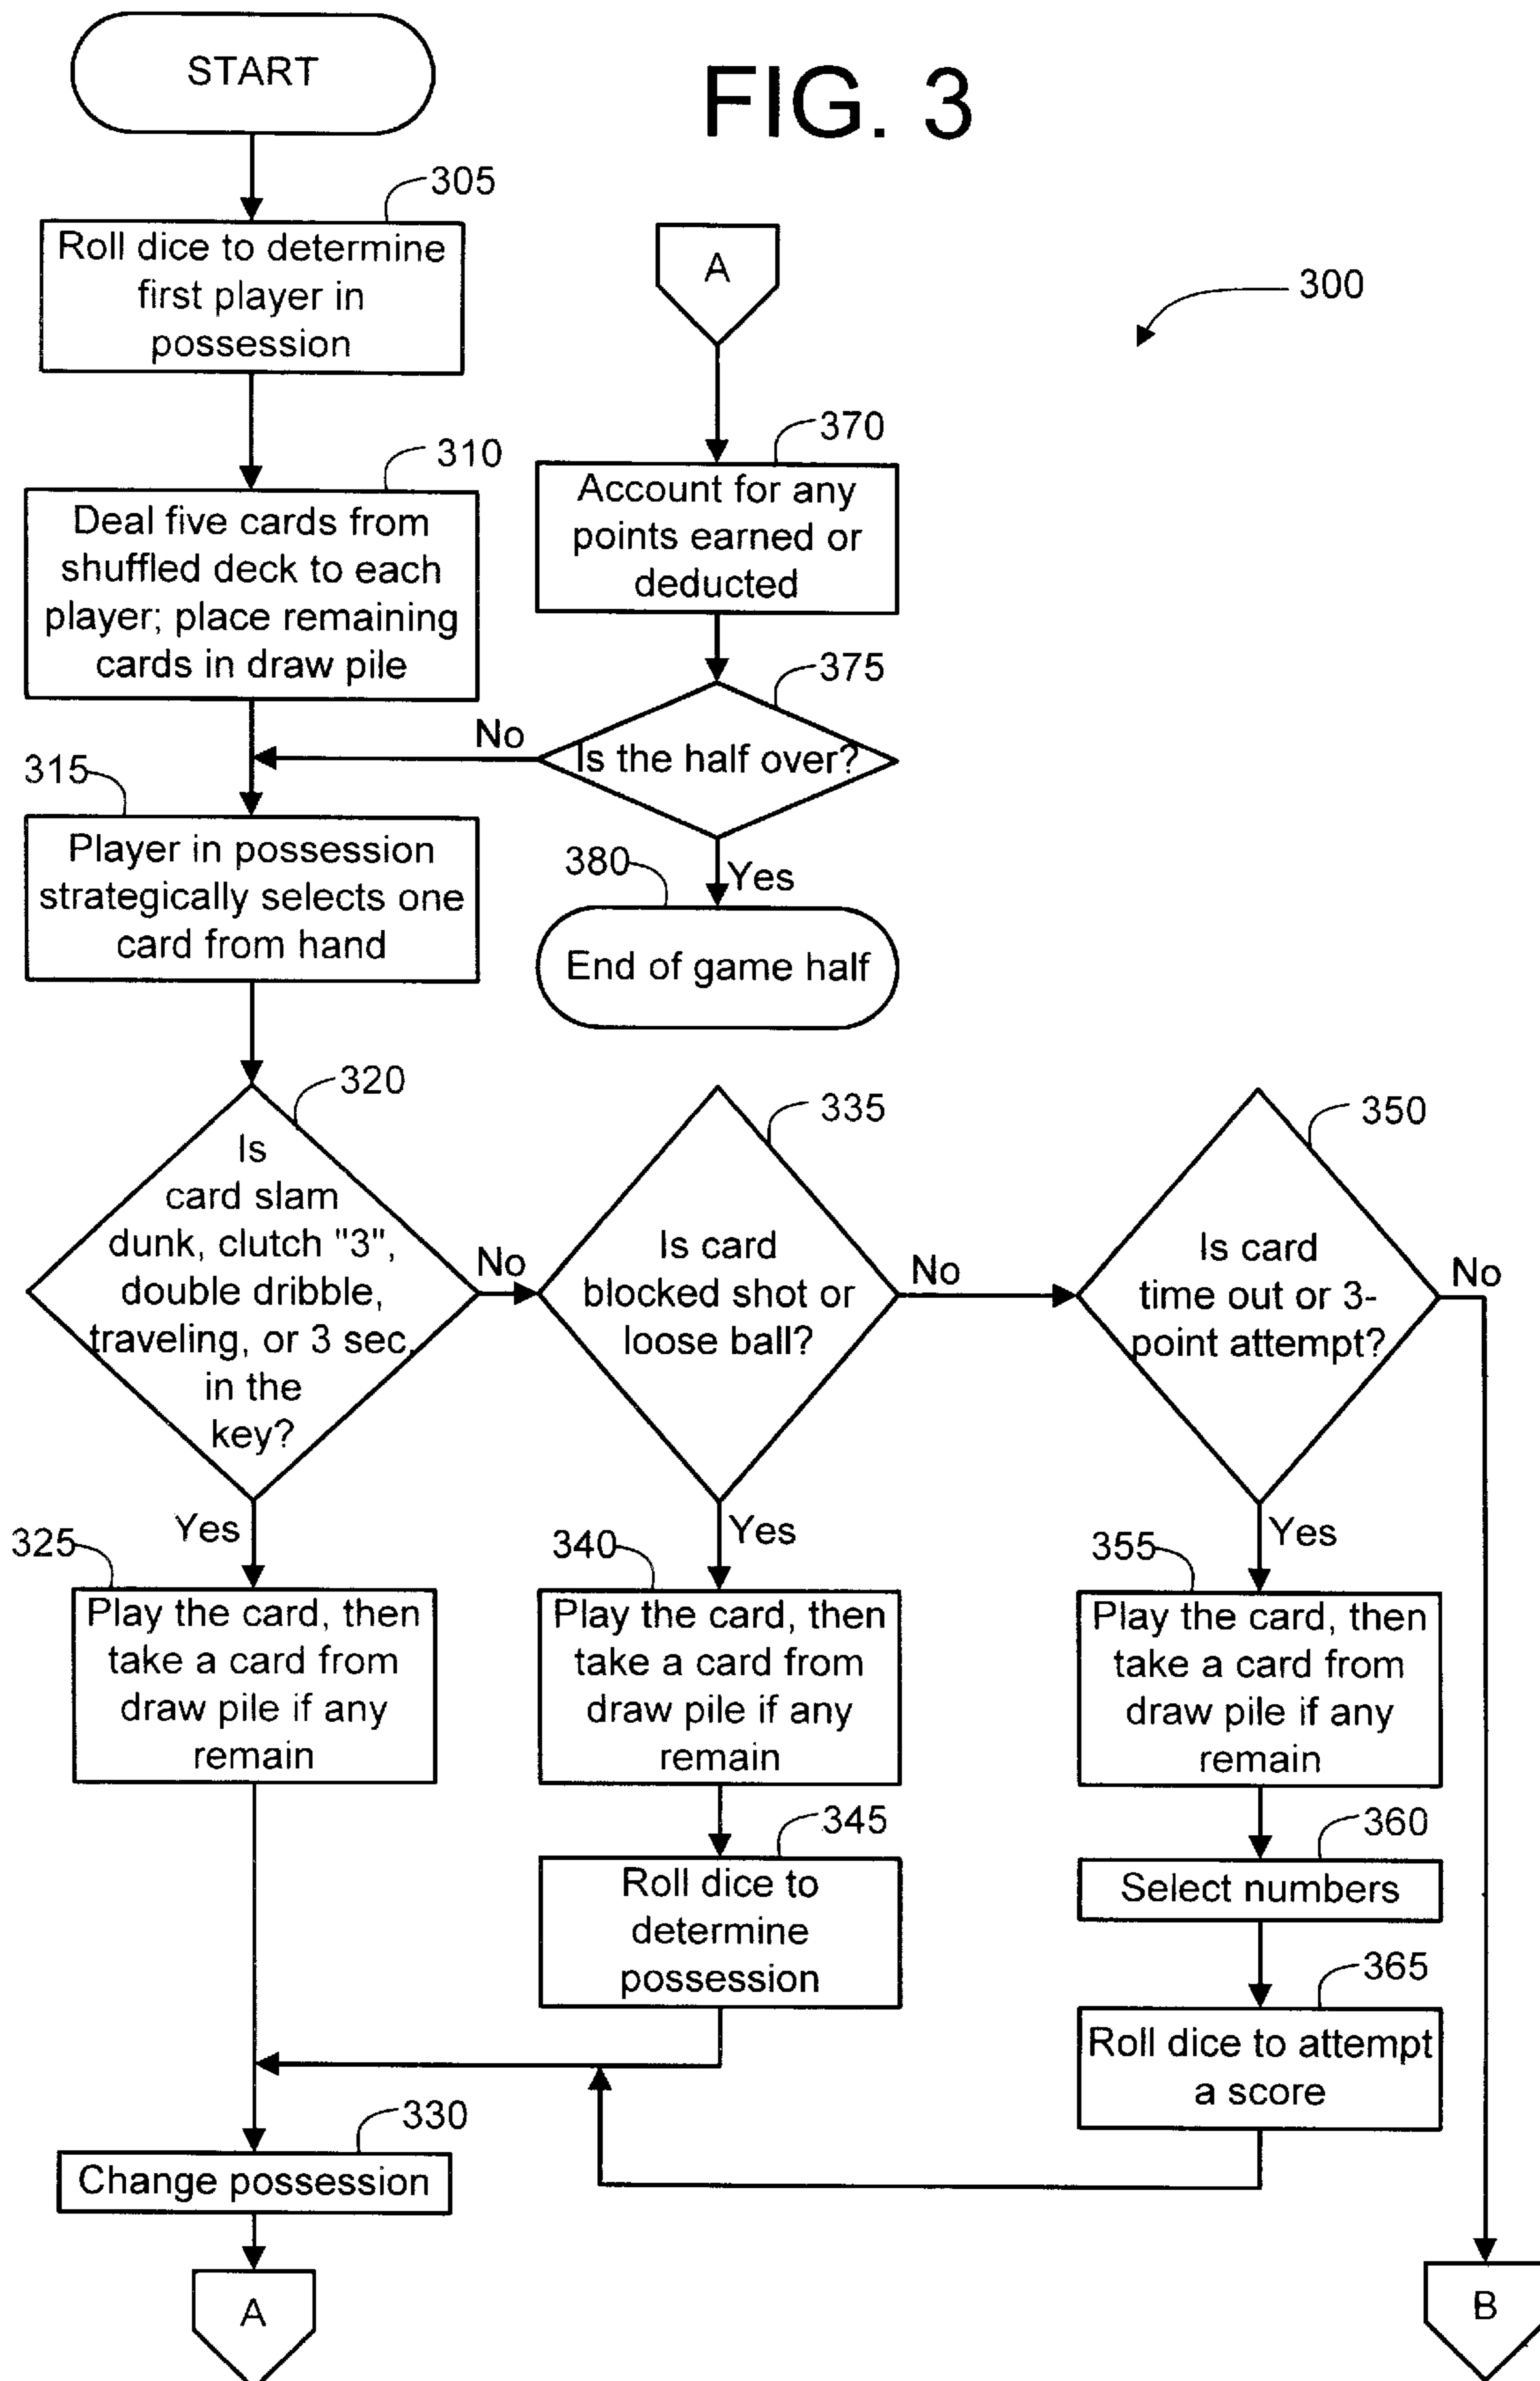 START
FIG. 3
305
Roll dice to determine
first player in
possession
A
300
310
Deal five cards from
shuffled deck to each
player; place remaining
cards in draw pile
370
Account for any
points earned or
deducted
375
Is the half over?
No
Yes
315
Player in possession
strategically selects one
card from hand
380
End of game half
320
Is
card slam
dunk, clutch "3",
double dribble,
traveling, or 3 sec.
in the
key?
No
Yes
335
Is card
blocked shot or
loose ball?
No
Yes
350
Is card
time out or 3-
point attempt?
No
Yes
325
Play the card, then
take a card from
draw pile if any
remain
340
Play the card, then
take a card from
draw pile if any
remain
355
Play the card, then
take a card from
draw pile if any
remain
345
Roll dice to
determine
possession
360
Select numbers
365
Roll dice to attempt
a score
330
Change possession
A
B